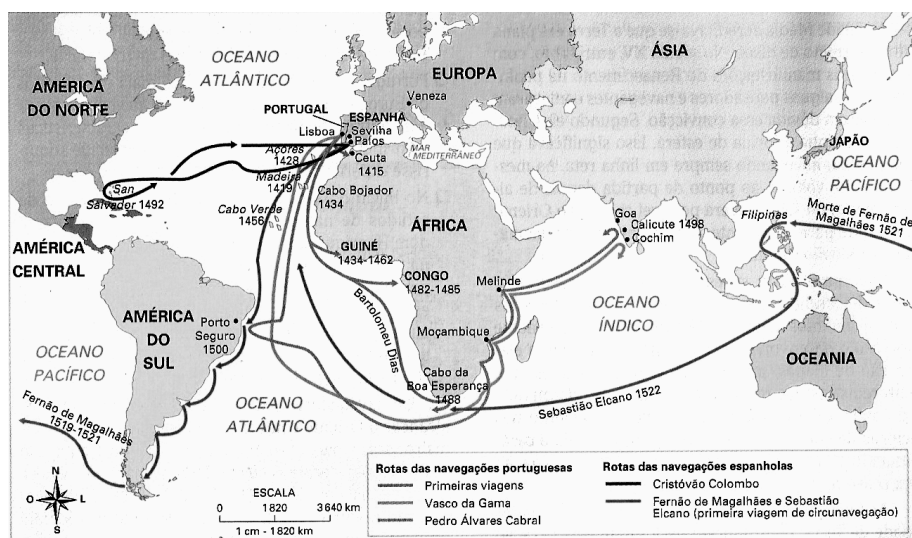 OCEANO
ATLÂNTICO
ÁSIA
EUROPA
AMÉRICA
DO NORTE
Veneza
PORTUGAL
ESPANHA
Lisboa
Sevilha
Palos
JAPÃO
MAR
MEDITERRÂNEO
Açores
1428
Ceuta
1415
OCEANO
PACÍFICO
Madeira
1419
Cabo Bojador
1434
San
Salvador 1492
Cabo Verde
1456
ÁFRICA
Goa
Calicute 1498
Cochim
Filipinas
Morte de Fernão de
Magalhães 1521
AMÉRICA
CENTRAL
GUINÉ
1434-1462
CONGO
1482-1485
Melinde
AMÉRICA
DO
SUL
Porto
Seguro
1500
Bartolomeu Dias
OCEANO
ÍNDICO
Moçambique
OCEANO
PACÍFICO
OCEANIA
Cabo da
Boa Esperança
1488
Fernão de Magalhães
1519-1521
OCEANO
ATLÂNTICO
Sebastião Elcano 1522
N
O
L
S
ESCALA
0 1 820 3 640 km
1 cm - 1 820 km
Rotas das navegações portuguesas
Primeiras viagens
Vasco da Gama
Pedro Álvares Cabral
Rotas das navegações espanholas
Cristóvão Colombo
Fernão de Magalhães e Sebastião
Elcano (primeira viagem de circunavegação)